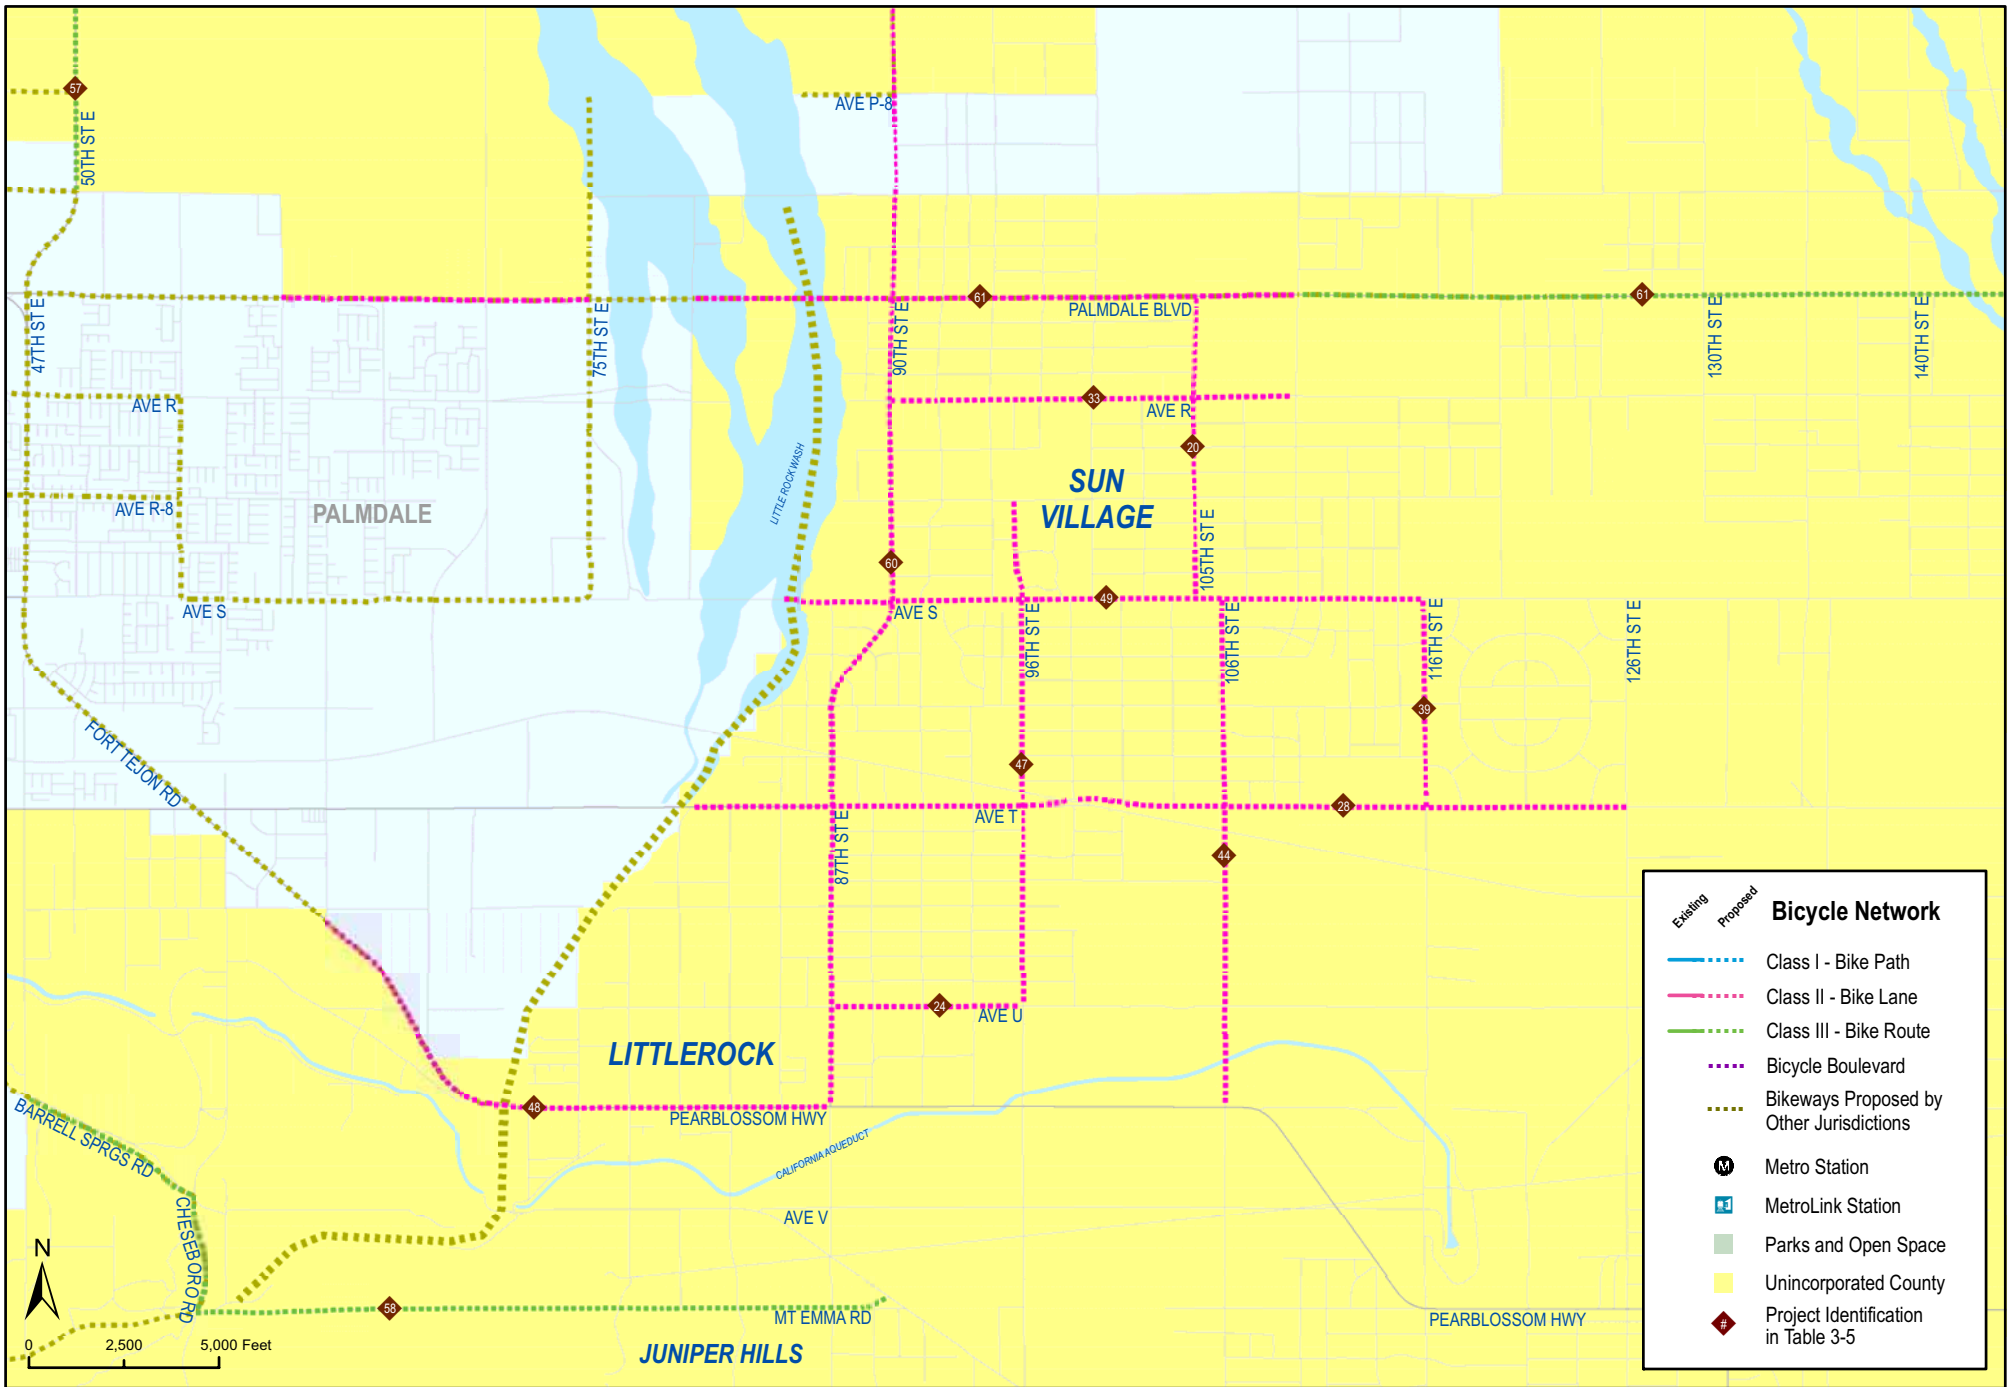 57
50TH ST E
AVE P-8
47TH ST E
75TH ST E
90TH ST E
61
PALMDALE BLVD
61
130TH ST E
140TH ST E
AVE R
33
AVE R
20
LITTLE ROCK WASH
SUN
VILLAGE
AVE R-8
PALMDALE
105TH ST E
60
AVE S
AVE S
49
96TH ST E
106TH ST E
116TH ST E
126TH ST E
39
FORT TEJON RD
47
28
AVE T
87TH ST E
44
24
AVE U
LITTLEROCK
48
PEARBLOSSOM HWY
BARRELL SPRGS RD
CALIFORNIA AQUEDUCT
CHESEBORO RD
AVE V
N
58
MT EMMA RD
PEARBLOSSOM HWY
0 2,500 5,000 Feet
JUNIPER HILLS
Existing
Proposed
Bicycle Network
Class I - Bike Path
Class II - Bike Lane
Class III - Bike Route
Bicycle Boulevard
Bikeways Proposed by
Other Jurisdictions
M Metro Station
MetroLink Station
Parks and Open Space
Unincorporated County
# Project Identification
in Table 3-5